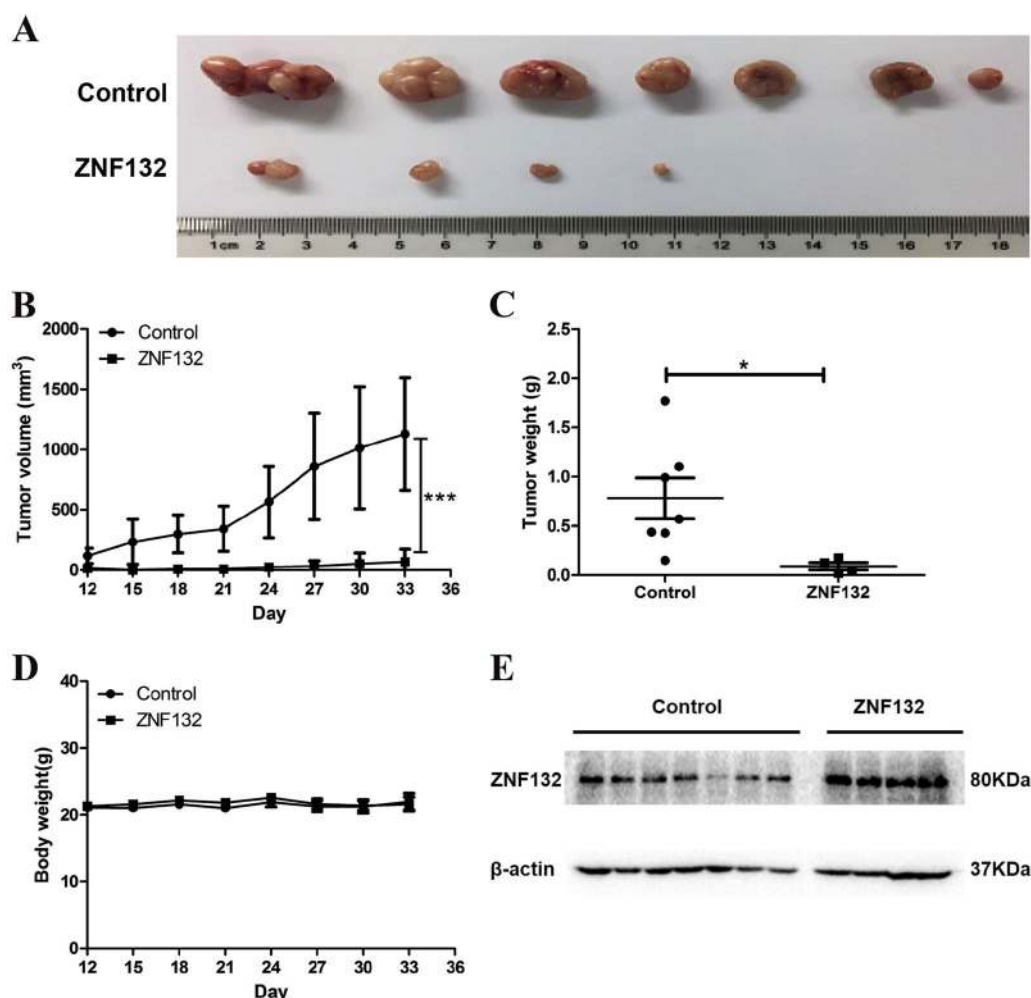 A
Control
ZNF132
1cm 2 3 4 5 6 7 8 9 10 11 12 13 14 15 16 17 18
B
Control
ZNF132
Tumor volume (mm³)
2000
1500
1000
500
0
***
12 15 18 21 24 27 30 33 36
Day
C
Tumor weight (g)
2.5
2.0
1.5
1.0
0.5
0.0
*
Control ZNF132
D
Control
ZNF132
Body weight(g)
40
30
20
10
0
12 15 18 21 24 27 30 33 36
Day
E
Control ZNF132
ZNF132 80KDa
β-actin 37KDa